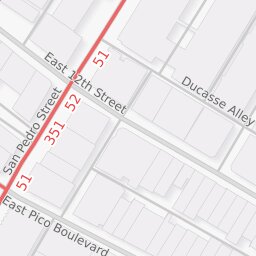 51
East 12th Street
Ducasse Alley
52
351
San Pedro Street
51
East Pico Boulevard